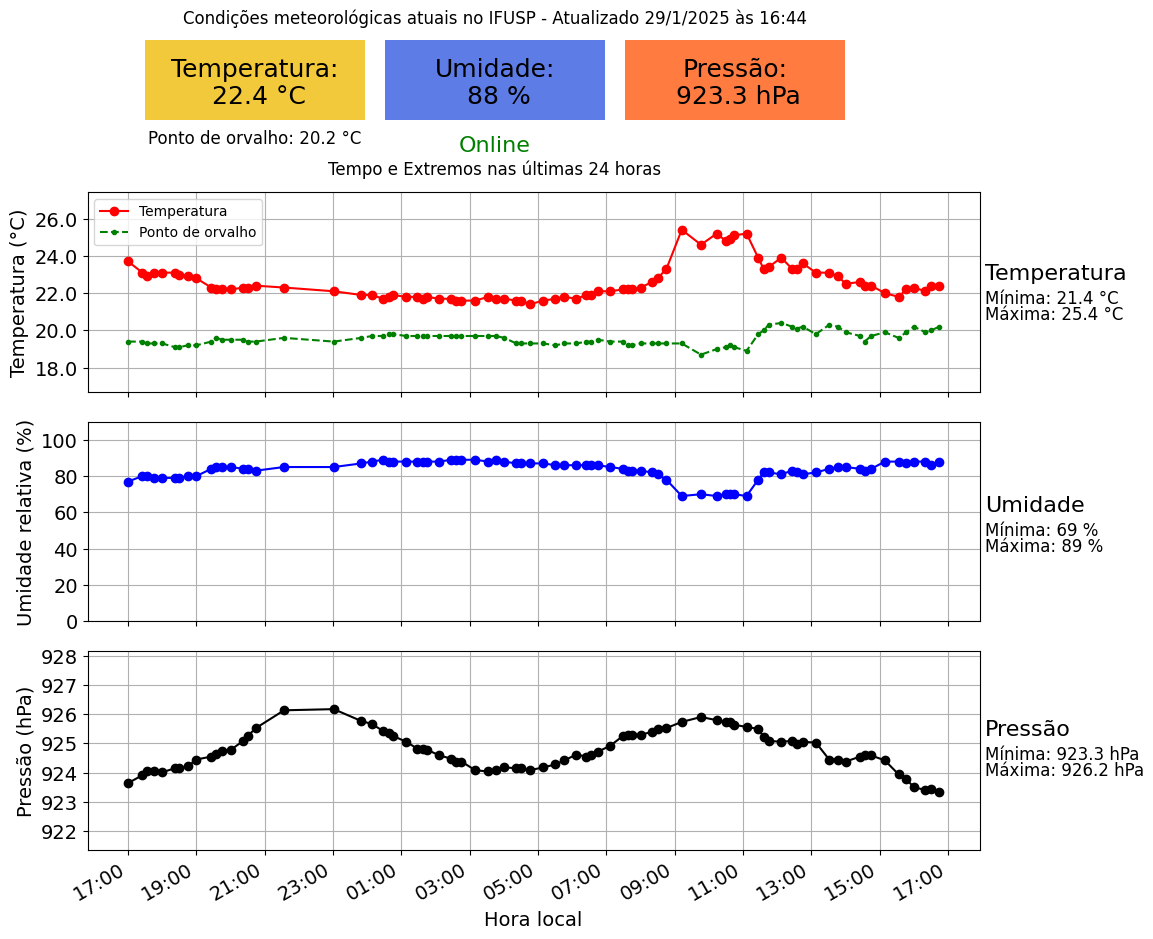 Condições meteorológicas atuais no IFUSP - Atualizado 29/1/2025 às 16:44
Temperatura:
22.4 °C
Umidade:
88 %
Pressão:
923.3 hPa
Ponto de orvalho: 20.2 °C
Online
Tempo e Extremos nas últimas 24 horas
Temperatura (°C)
26.0
24.0
22.0
20.0
18.0
Temperatura
Ponto de orvalho
Temperatura
Mínima: 21.4 °C
Máxima: 25.4 °C
Umidade relativa (%)
100
80
60
40
20
0
Umidade
Mínima: 69 %
Máxima: 89 %
Pressão (hPa)
928
927
926
925
924
923
922
Pressão
Mínima: 923.3 hPa
Máxima: 926.2 hPa
17:00
19:00
21:00
23:00
01:00
03:00
05:00
07:00
09:00
11:00
13:00
15:00
17:00
Hora local